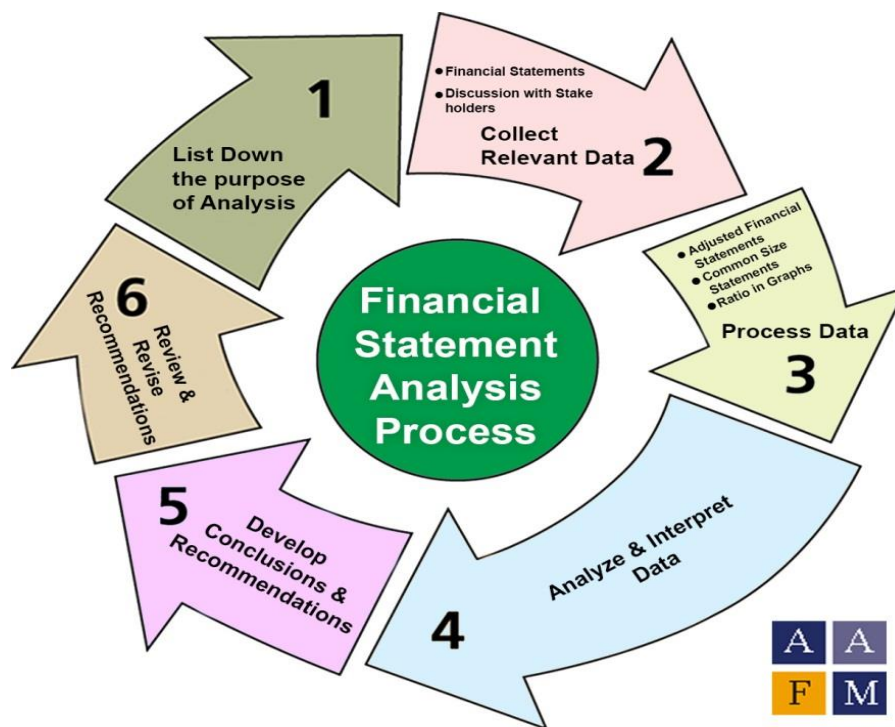 Financial
Statement
Analysis
Process
1
List Down
the purpose
of Analysis
● Financial Statements
● Discussion with Stake
holders
Collect
Relevant Data
2
● Adjusted Financial
Statements
● Common Size
Statements
● Ratio in Graphs
Process Data
3
Analyze & Interpret
Data
4
5
Develop
Conclusions &
Recommendations
6
Review &
Revise
Recommendations
A A
F M